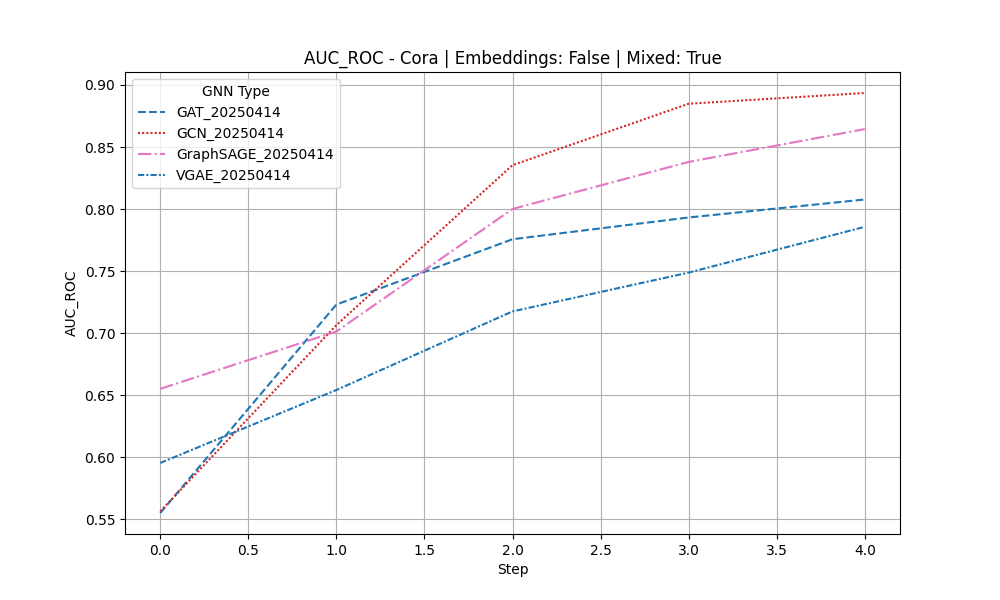 AUC_ROC - Cora | Embeddings: False | Mixed: True
GNN Type
GAT_20250414
GCN_20250414
GraphSAGE_20250414
VGAE_20250414
AUC_ROC
0.90
0.85
0.80
0.75
0.70
0.65
0.60
0.55
0.0 0.5 1.0 1.5 2.0 2.5 3.0 3.5 4.0
Step